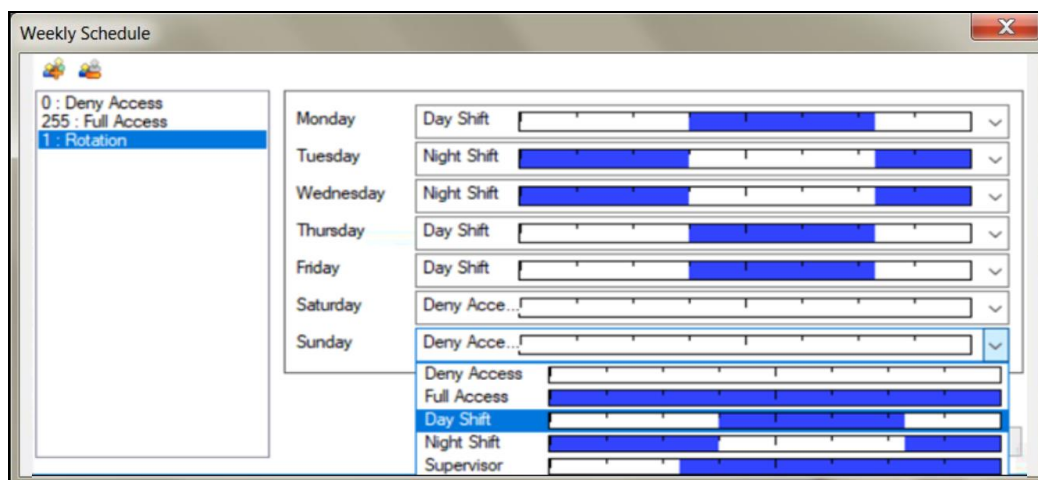 Weekly Schedule
0 : Deny Access
255 : Full Access
1 : Rotation
Monday Day Shift
Tuesday Night Shift
Wednesday Night Shift
Thursday Day Shift
Friday Day Shift
Saturday Deny Acce...
Sunday Deny Acce...
Deny Access
Full Access
Day Shift
Night Shift
Supervisor